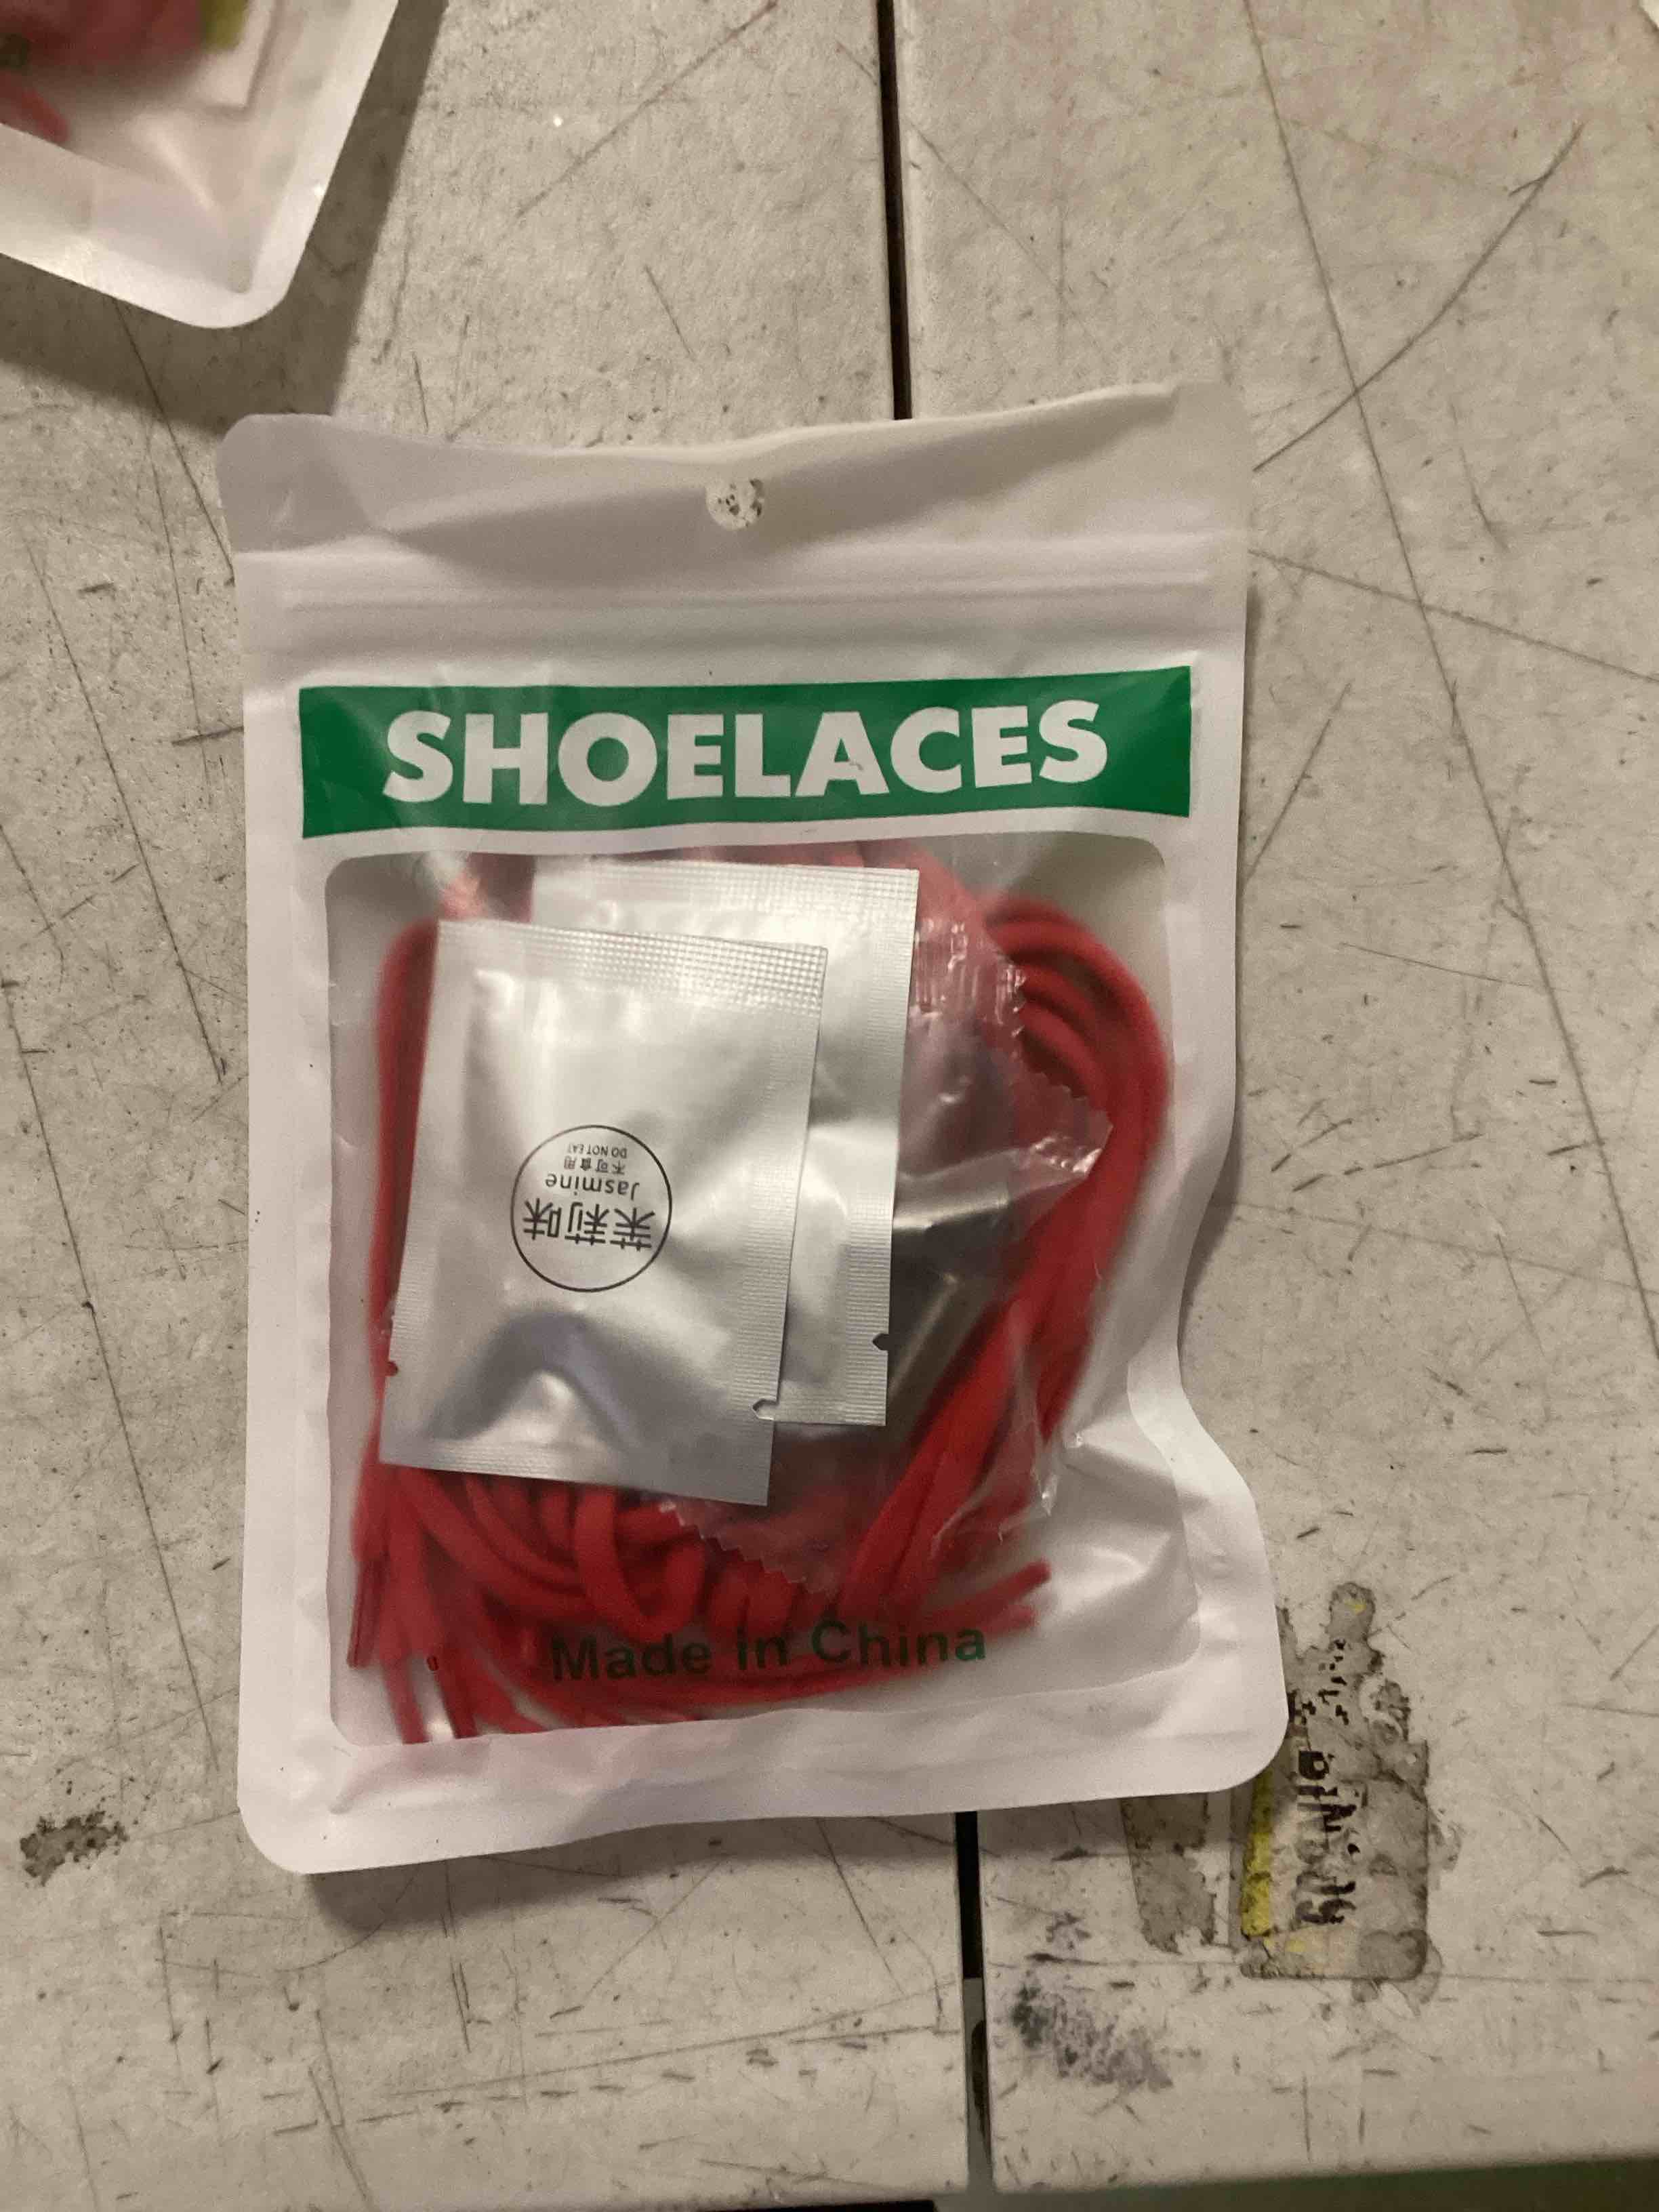 SHOELACES
茉莉味
Jasmine
不可食用
DO NOT EAT
Made in China